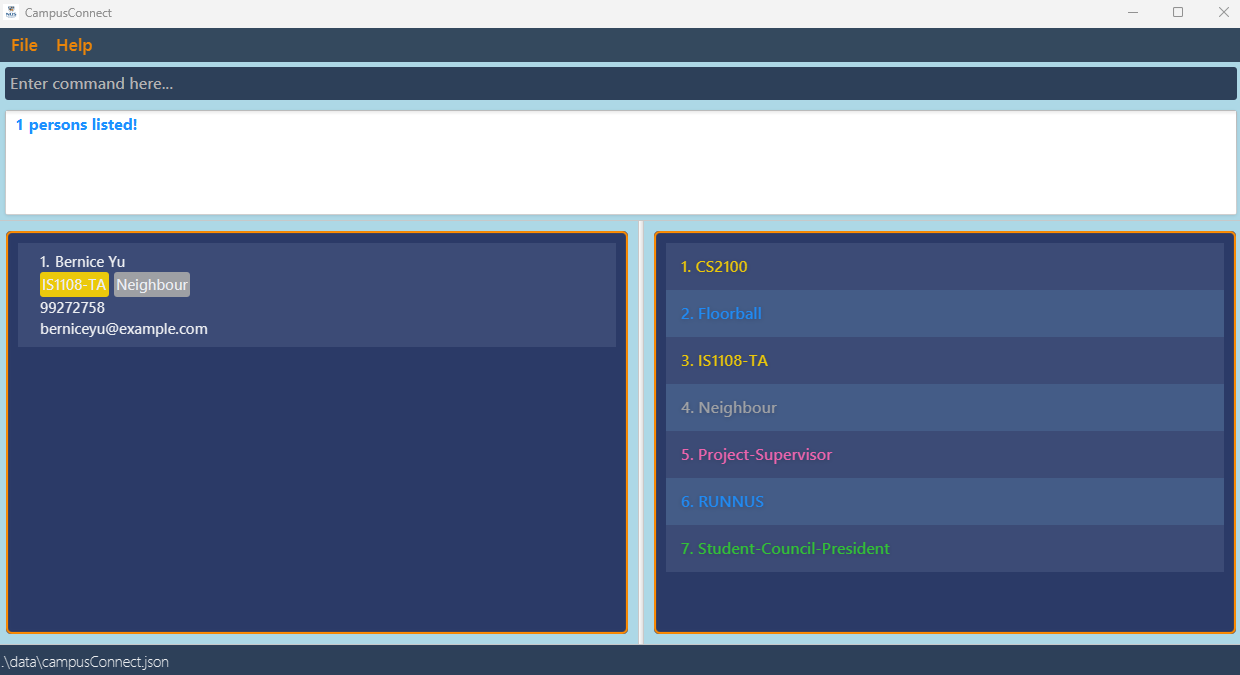 CampusConnect
File Help
Enter command here...
1 persons listed!
1. Bernice Yu
IS1108-TA Neighbour
99272758
berniceyu@example.com
1. CS2100
2. Floorball
3. IS1108-TA
4. Neighbour
5. Project-Supervisor
6. RUNNUS
7. Student-Council-President
.\data\campusConnect.json